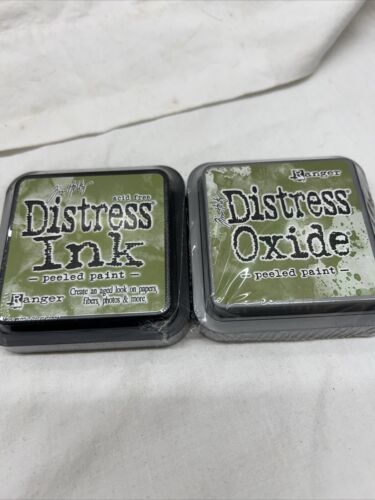 Tim Holtz
acid free
Distress
Ink
- peeled paint -
Ranger
Create an aged look on papers,
fibers, photos & more.
Ranger
Tim Holtz
Distress
Oxide
- peeled paint -